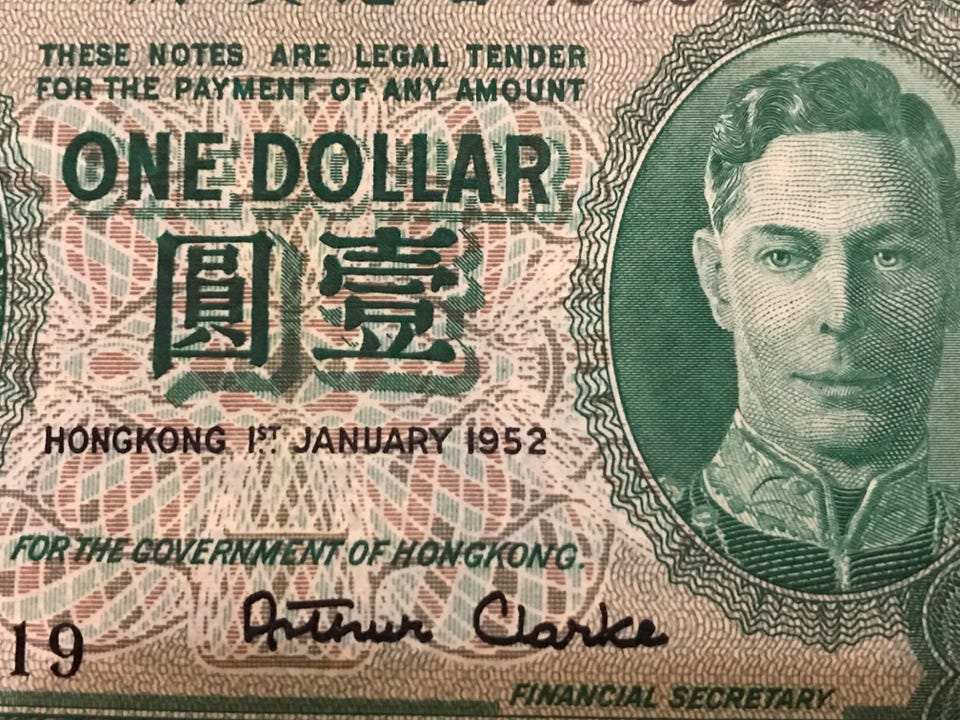 THESE NOTES ARE LEGAL TENDER
FOR THE PAYMENT OF ANY AMOUNT
ONE DOLLAR
圓壹
HONGKONG 1ST JANUARY 1952
FOR THE GOVERNMENT OF HONGKONG.
Arthur Clarke
19
FINANCIAL SECRETARY.